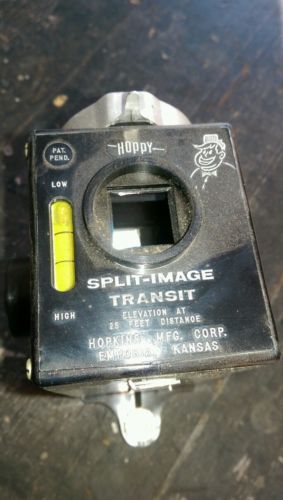 HOPPY
PAT.
PEND.
LOW
HIGH
SPLIT-IMAGE
TRANSIT
ELEVATION AT
25 FEET DISTANCE
HOPKINS MFG. CORP.
EMPORIA, KANSAS